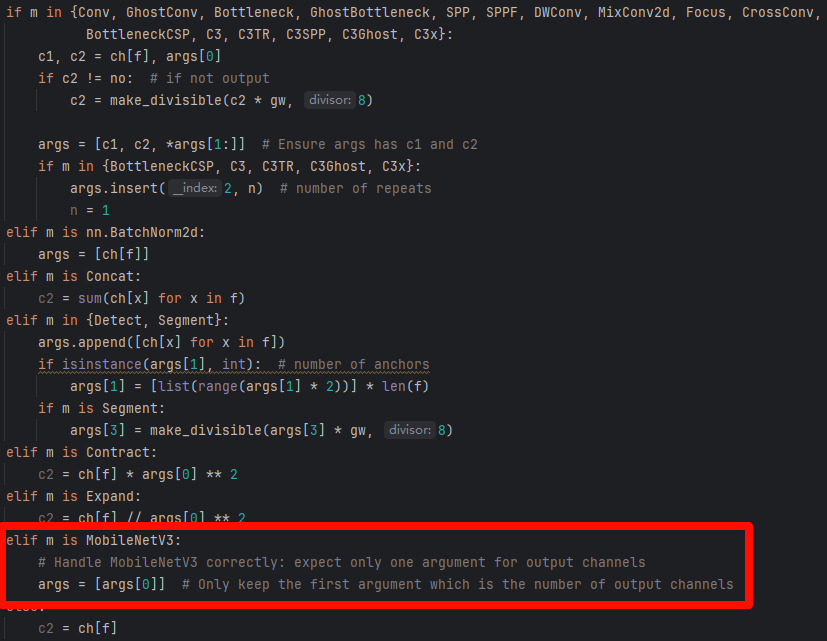 if m in {Conv, GhostConv, Bottleneck, GhostBottleneck, SPP, SPPF, DWConv, MixConv2d, Focus, CrossConv,
BottleneckCSP, C3, C3TR, C3SPP, C3Ghost, C3x}:
c1, c2 = ch[f], args[0]
if c2 != no:  # if not output
c2 = make_divisible(c2 * gw, divisor: 8)
args = [c1, c2, *args[1:]]  # Ensure args has c1 and c2
if m in {BottleneckCSP, C3, C3TR, C3Ghost, C3x}:
args.insert(__index: 2, n)  # number of repeats
n = 1
elif m is nn.BatchNorm2d:
args = [ch[f]]
elif m is Concat:
c2 = sum(ch[x] for x in f)
elif m in {Detect, Segment}:
args.append([ch[x] for x in f])
if isinstance(args[1], int):  # number of anchors
args[1] = [list(range(args[1] * 2))] * len(f)
if m is Segment:
args[3] = make_divisible(args[3] * gw, divisor: 8)
elif m is Contract:
c2 = ch[f] * args[0] ** 2
elif m is Expand:
c2 = ch[f] // args[0] ** 2
elif m is MobileNetV3:
# Handle MobileNetV3 correctly: expect only one argument for output channels
args = [args[0]]  # Only keep the first argument which is the number of output channels
else:
c2 = ch[f]